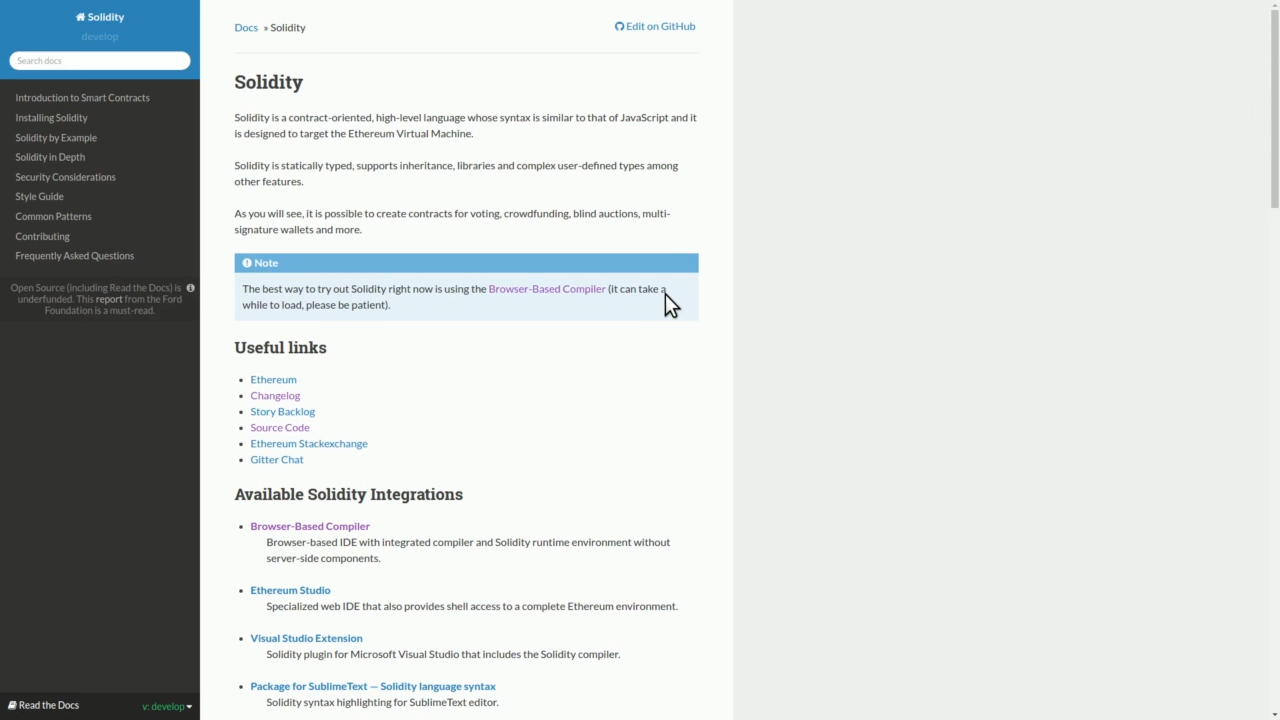 Solidity
develop
Search docs
Introduction to Smart Contracts
Installing Solidity
Solidity by Example
Solidity in Depth
Security Considerations
Style Guide
Common Patterns
Contributing
Frequently Asked Questions
Open Source (including Read the Docs) is
underfunded. This report from the Ford
Foundation is a must-read.
Read the Docs
v: develop
Docs » Solidity
Edit on GitHub
Solidity
Solidity is a contract-oriented, high-level language whose syntax is similar to that of JavaScript and it
is designed to target the Ethereum Virtual Machine.
Solidity is statically typed, supports inheritance, libraries and complex user-defined types among
other features.
As you will see, it is possible to create contracts for voting, crowdfunding, blind auctions, multi-
signature wallets and more.
Note
The best way to try out Solidity right now is using the Browser-Based Compiler (it can take a
while to load, please be patient).
Useful links
Ethereum
Changelog
Story Backlog
Source Code
Ethereum Stackexchange
Gitter Chat
Available Solidity Integrations
Browser-Based Compiler
Browser-based IDE with integrated compiler and Solidity runtime environment without
server-side components.
Ethereum Studio
Specialized web IDE that also provides shell access to a complete Ethereum environment.
Visual Studio Extension
Solidity plugin for Microsoft Visual Studio that includes the Solidity compiler.
Package for SublimeText — Solidity language syntax
Solidity syntax highlighting for SublimeText editor.